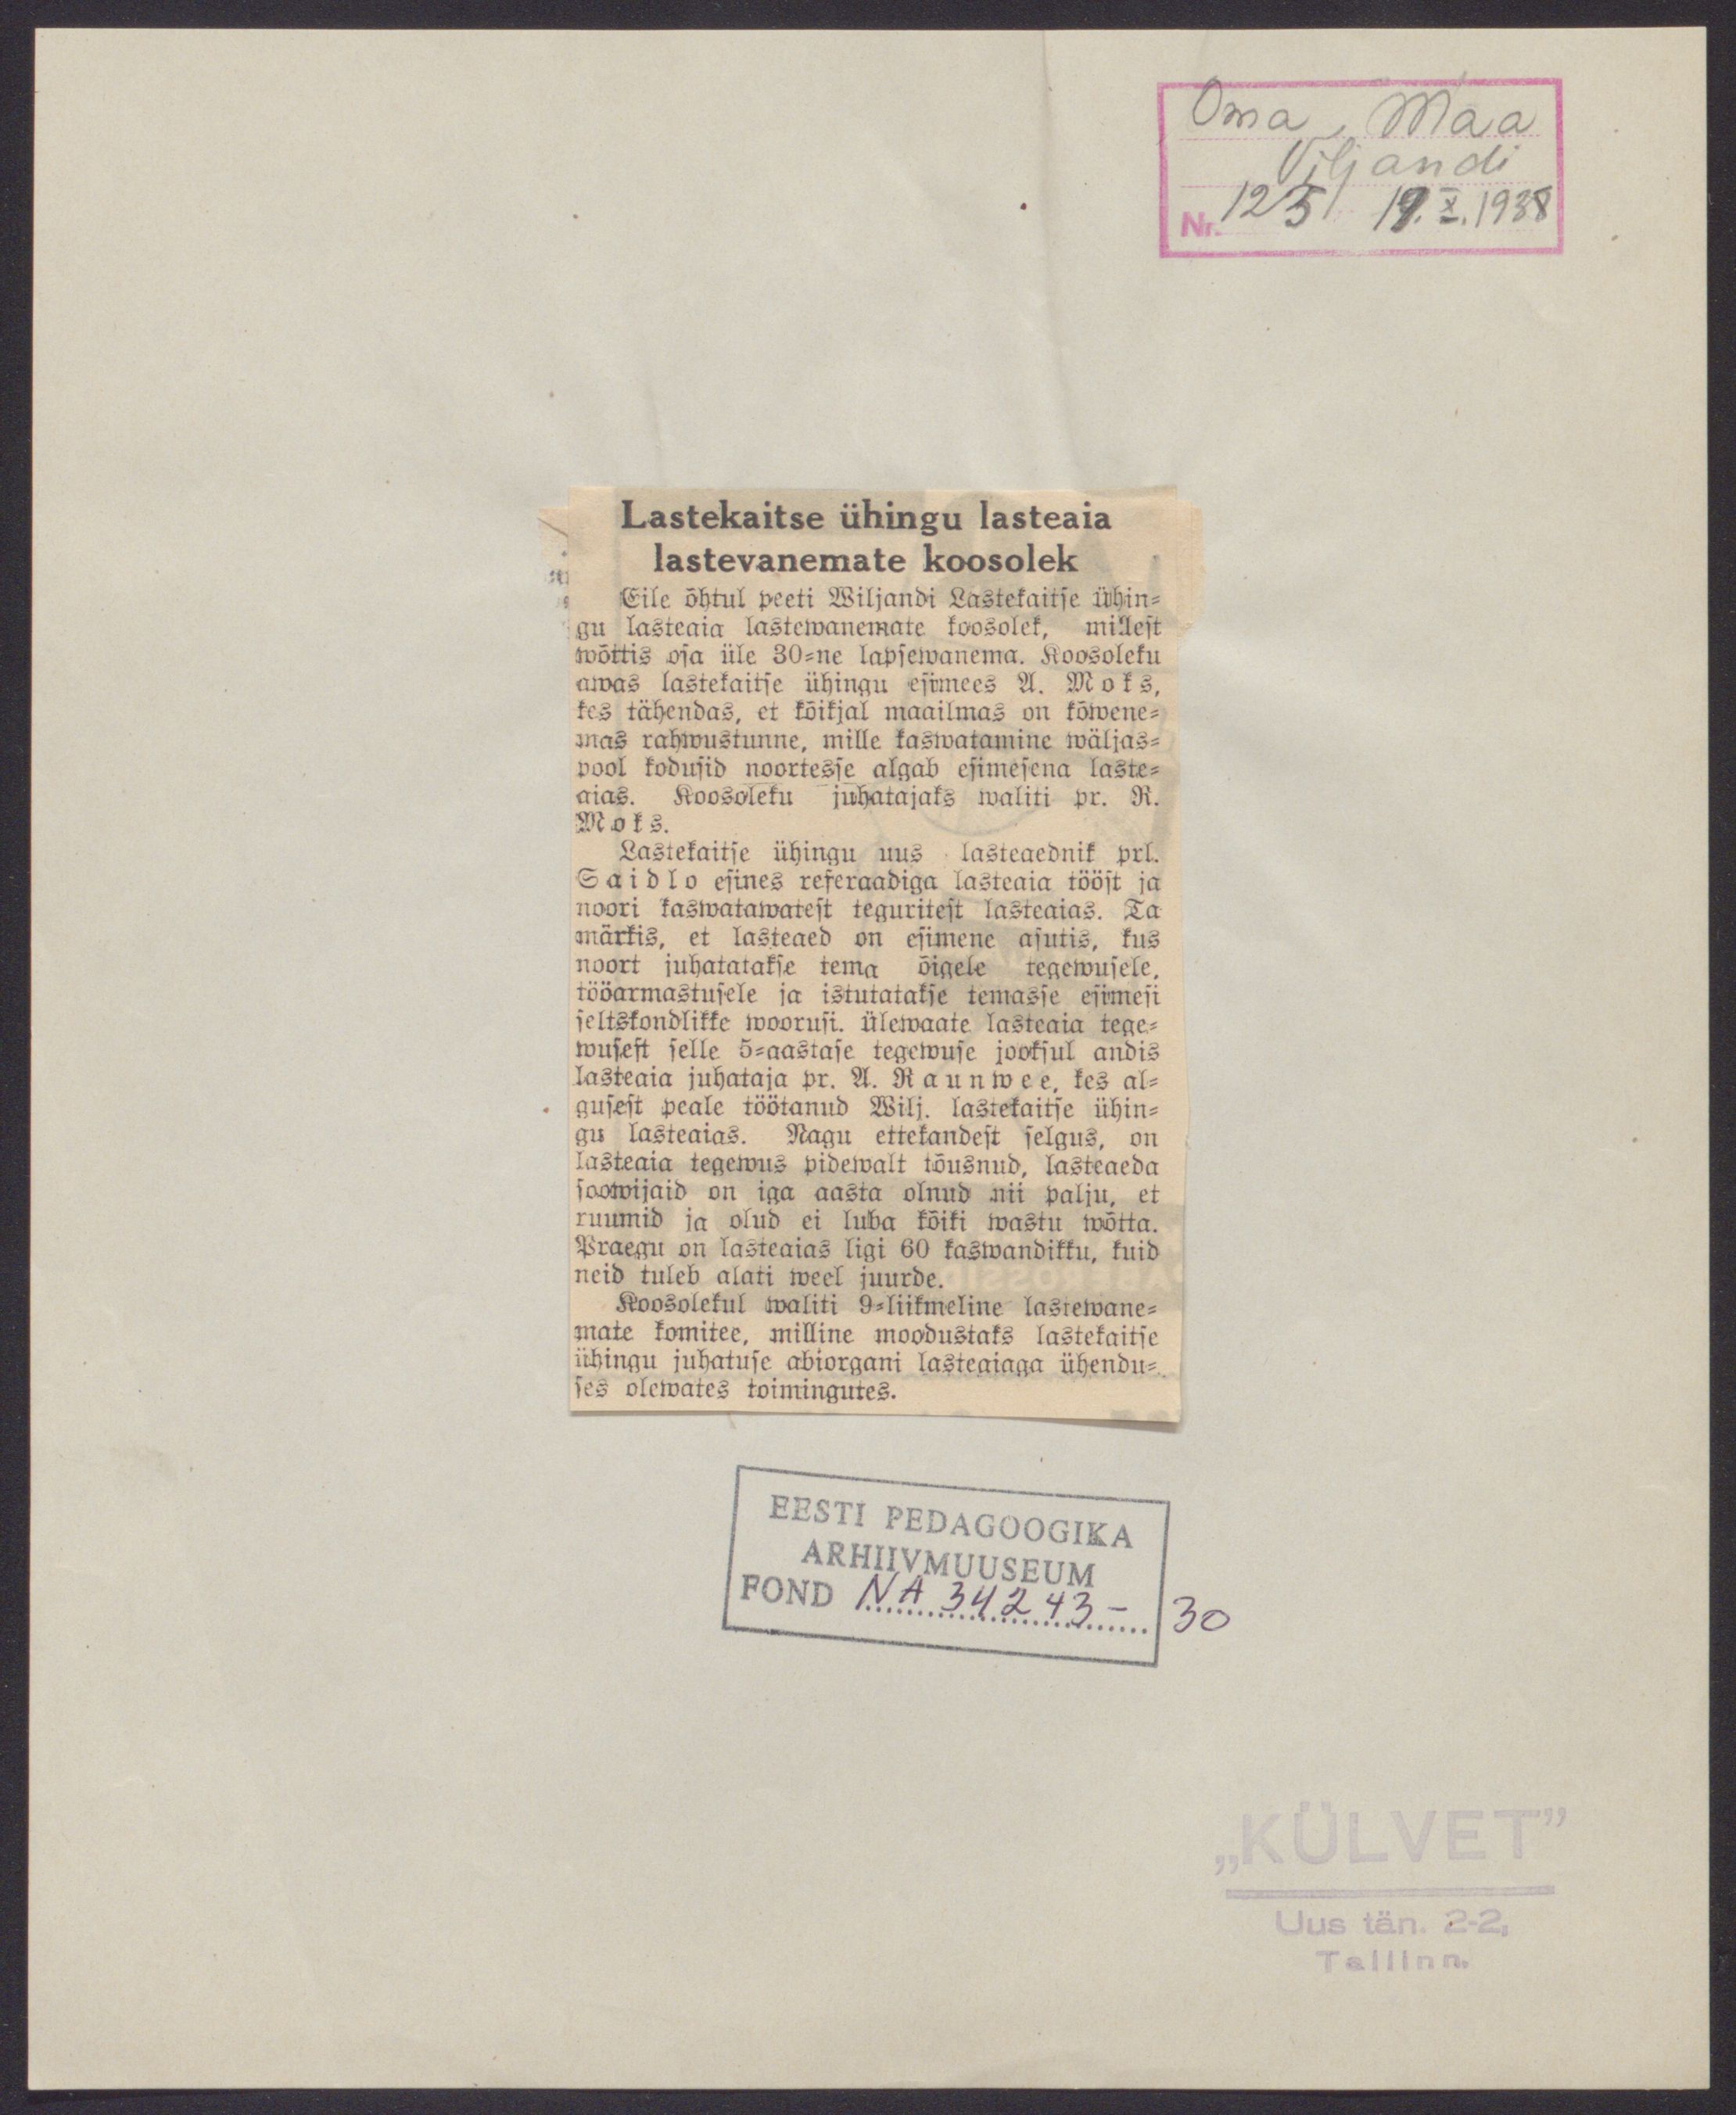 Oma Maa
Viljandi
Nr. 125 19. X. 1938
Lastekaitse ühingu lasteaia
lastevanemate koosolek
Eile õhtul peeti Wiljandi Lastekaitse ühin-
gu lasteaia lastewanemate koosolek, millest
wõttis osa üle 30-ne lapsewanema. Koosoleku
awas lastekaitse ühingu esimees A. Moks,
kes tähendas, et kõikjal maailmas on kõwene-
mas rahwustunne, mille kaswatamine wäljas-
pool kodusid noortesse algab esimesena laste-
aias. Koosoleku juhatajaks waliti pr. R.
Moks.
Lastekaitse ühingu uus lasteaednik prl.
Saidlo esines referaadiga lasteaia tööst ja
noori kaswatawatest teguritest lasteaias. Ta
märkis, et lasteaed on esimene asutis, kus
noort juhatatakse tema õigele tegewusele,
tööarmastusele ja istutatakse temasse esimesi
seltskondlikke woorusi. ülewaate lasteaia tege-
wusest selle 5-aastase tegewuse jooksul andis
lasteaia juhataja pr. A. Raunwee, kes al-
gusest peale töötanud Wilj. lastekaitse ühin-
gu lasteaias. Nagu ettekandest selgus, on
lasteaia tegewus pidewalt tõusnud, lasteaeda
soowijaid on iga aasta olnud nii palju, et
ruumid ja olud ei luba kõiki wastu wõtta.
Praegu on lasteaias ligi 60 kaswandikku, kuid
neid tuleb alati weel juurde.
Koosolekul waliti 9-liikmeline lastewane-
mate komitee, milline moodustaks lastekaitse
ühingu juhatuse abiorgani lasteaiaga ühendu-
ses olewates toimingutes.
EESTI PEDAGOOGIKA
ARHIIVMUUSEUM
FOND NA 34243-30
„KÜLVET”
Uus tän. 2-2,
Tallinn.